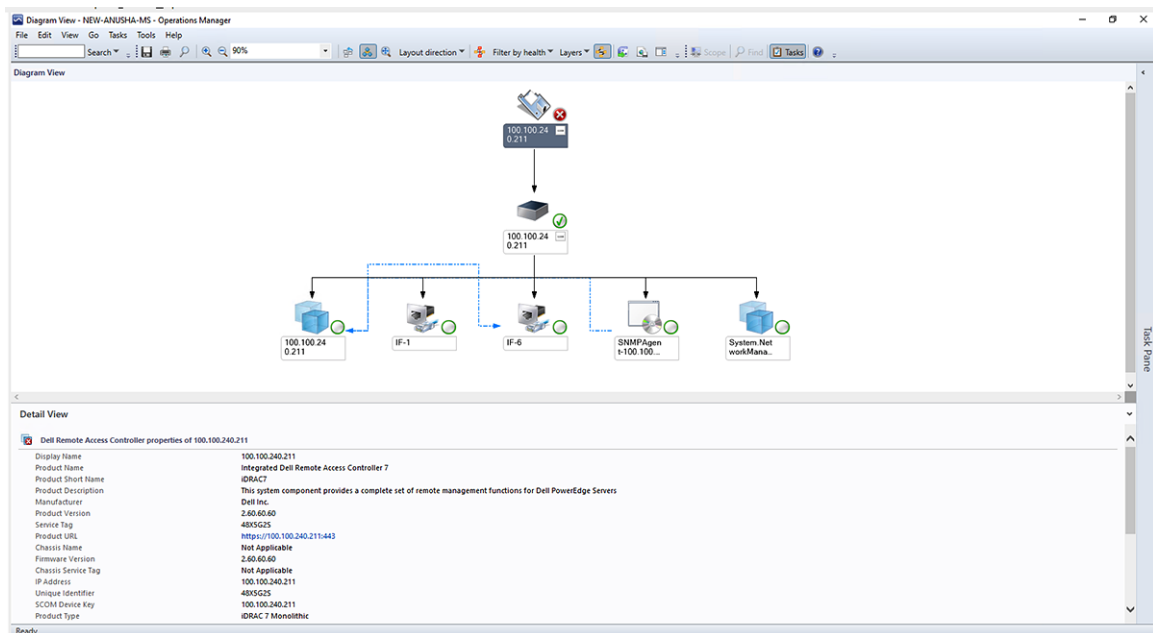 Diagram View - NEW-ANUSHA-MS - Operations Manager
File Edit View Go Tasks Tools Help
Search 90% Layout direction Filter by health Layers Scope Find Tasks
Diagram View
100.100.24
0.211
100.100.24
0.211
100.100.24
0.211
IF-1
IF-6
SNMPAgen
t-100.100...
System.Net
workMana..
Task Pane
Detail View
Dell Remote Access Controller properties of 100.100.240.211
Display Name 100.100.240.211
Product Name Integrated Dell Remote Access Controller 7
Product Short Name iDRAC7
Product Description This system component provides a complete set of remote management functions for Dell PowerEdge Servers
Manufacturer Dell Inc.
Product Version 2.60.60.60
Service Tag 48X5G2S
Product URL https://100.100.240.211:443
Chassis Name Not Applicable
Firmware Version 2.60.60.60
Chassis Service Tag Not Applicable
IP Address 100.100.240.211
Unique Identifier 48X5G2S
SCOM Device Key 100.100.240.211
Product Type iDRAC 7 Monolithic
Ready